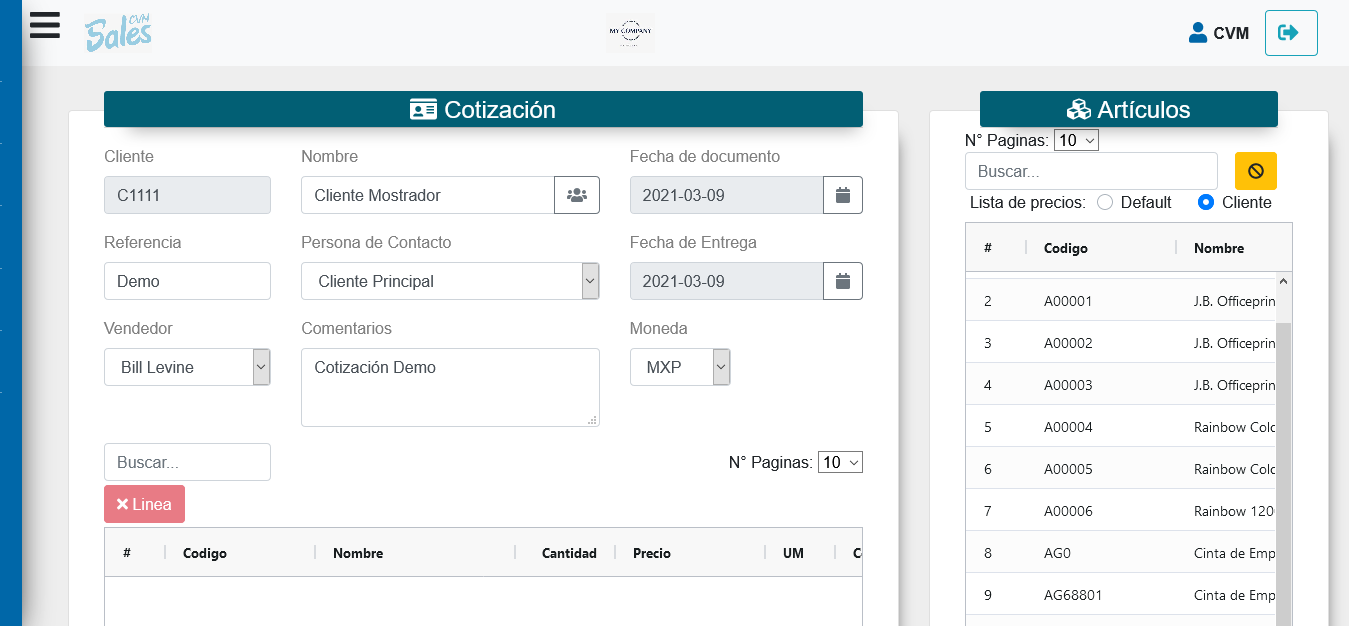 CVM
Sales
MY COMPANY
CVM
Cotización
Cliente
Nombre
Fecha de documento
C1111
Cliente Mostrador
2021-03-09
Referencia
Persona de Contacto
Fecha de Entrega
Demo
Cliente Principal
2021-03-09
Vendedor
Comentarios
Moneda
Bill Levine
Cotización Demo
MXP
Buscar...
N° Paginas: 10
Linea
# Codigo Nombre Cantidad Precio UM
Artículos
N° Paginas: 10
Buscar...
Lista de precios: Default Cliente
# Codigo Nombre
2 A00001 J.B. Officeprin
3 A00002 J.B. Officeprin
4 A00003 J.B. Officeprin
5 A00004 Rainbow Colo
6 A00005 Rainbow Colo
7 A00006 Rainbow 1200
8 AG0 Cinta de Emp
9 AG68801 Cinta de Emp